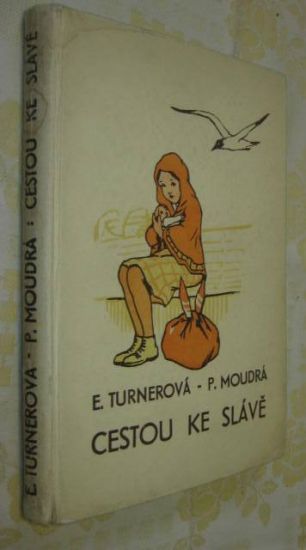 E. TURNEROVÁ - P. MOUDRÁ : CESTOU KE SLÁVĚ
E. TURNEROVÁ - P. MOUDRÁ
CESTOU KE SLÁVĚ